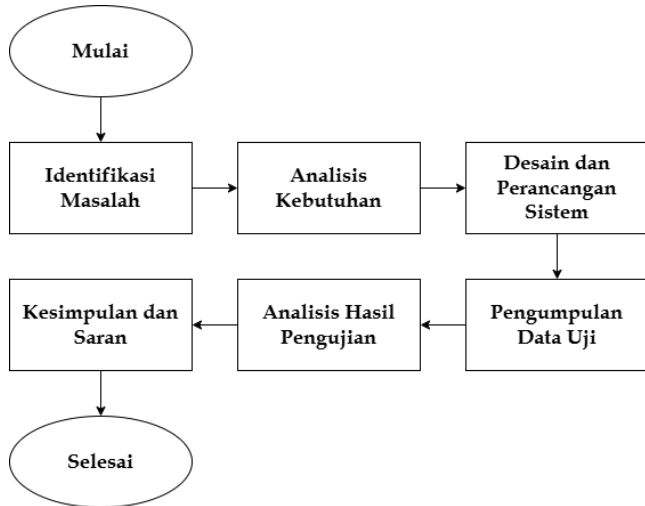 Mulai
Identifikasi
Masalah
Analisis
Kebutuhan
Desain dan
Perancangan
Sistem
Pengumpulan
Data Uji
Analisis Hasil
Pengujian
Kesimpulan dan
Saran
Selesai